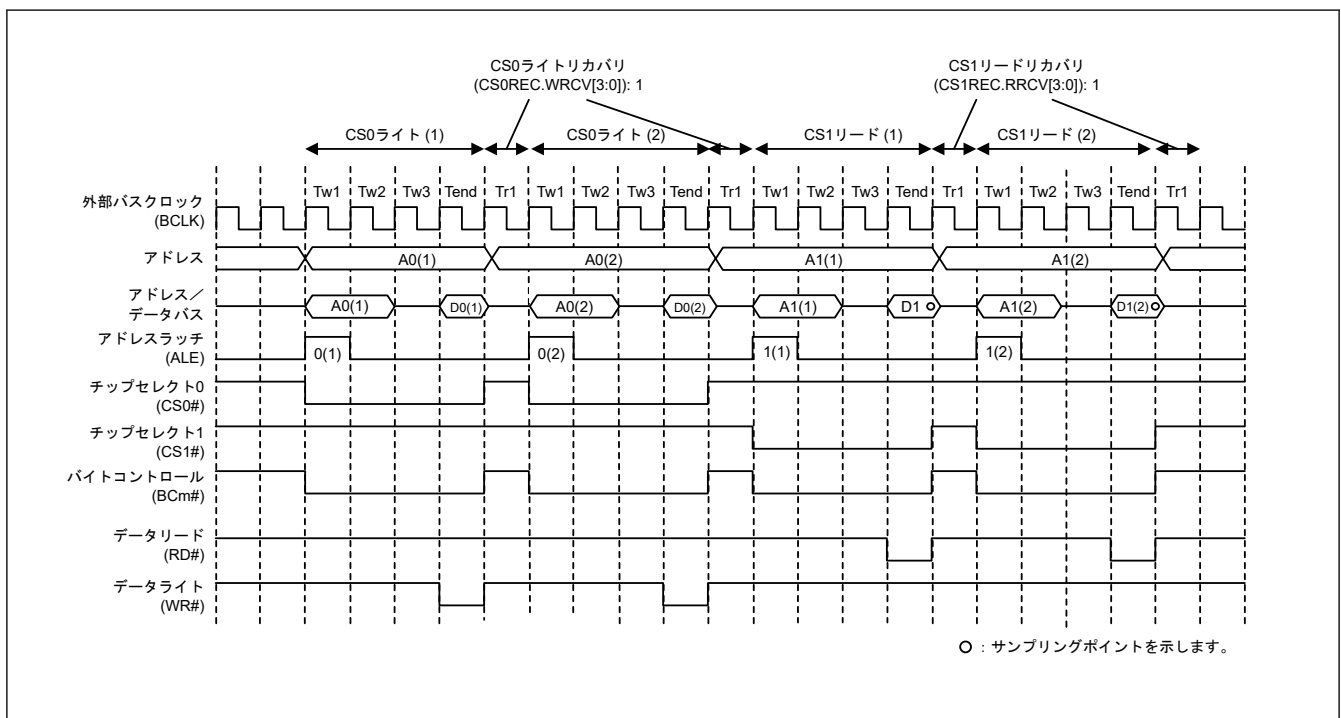 CS0ライトリカバリ
(CS0REC.WRCV[3:0]): 1
CS1リードリカバリ
(CS1REC.RRCV[3:0]): 1
CS0ライト (1)
CS0ライト (2)
CS1リード (1)
CS1リード (2)
Tw1 Tw2 Tw3 Tend Tr1 Tw1 Tw2 Tw3 Tend Tr1 Tw1 Tw2 Tw3 Tend Tr1 Tw1 Tw2 Tw3 Tend Tr1
外部バスクロック
(BCLK)
アドレス
A0(1) A0(2) A1(1) A1(2)
アドレス／
データバス
A0(1) D0(1) A0(2) D0(2) A1(1) D1 A1(2) D1(2)
アドレスラッチ
(ALE)
0(1) 0(2) 1(1) 1(2)
チップセレクト0
(CS0#)
チップセレクト1
(CS1#)
バイトコントロール
(BCm#)
データリード
(RD#)
データライト
(WR#)
：サンプリングポイントを示します。